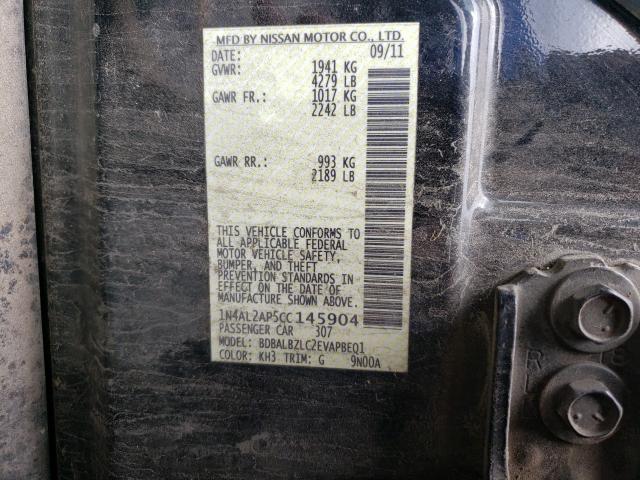 MFD BY NISSAN MOTOR CO., LTD.
DATE: 09/11
GVWR: 1941 KG
4279 LB
GAWR FR.: 1017 KG
2242 LB
GAWR RR.: 993 KG
2189 LB
THIS VEHICLE CONFORMS TO
ALL APPLICABLE FEDERAL
MOTOR VEHICLE SAFETY,
BUMPER, AND THEFT
PREVENTION STANDARDS IN
EFFECT ON THE DATE OF
MANUFACTURE SHOWN ABOVE.
1N4AL2AP5CC 145904
PASSENGER CAR 307
MODEL: BDBALBZLCZEVAPBEQ1
COLOR: KH3 TRIM: G 9N00A
R